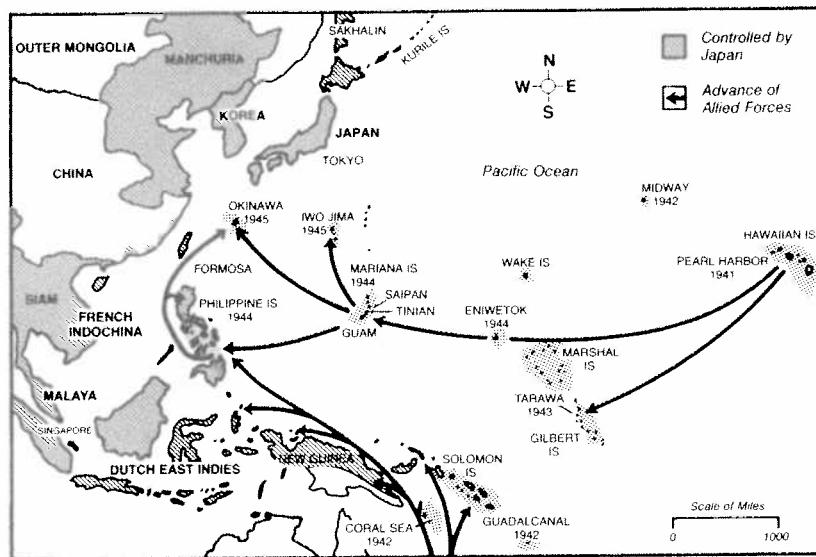 OUTER MONGOLIA
MANCHURIA
SAKHALIN
KURILE IS
N
W E
S
Controlled by
Japan
Advance of
Allied Forces
KOREA
JAPAN
TOKYO
CHINA
Pacific Ocean
MIDWAY
1942
OKINAWA
1945
IWO JIMA
1945
HAWAIIAN IS
PEARL HARBOR
1941
FORMOSA
MARIANA IS
1944
WAKE IS
SIAM
PHILIPPINE IS
1944
SAIPAN
TINIAN
FRENCH
INDOCHINA
GUAM
ENIWETOK
1944
MARSHAL
IS
MALAYA
TARAWA
1943
SINGAPORE
GILBERT
IS
DUTCH EAST INDIES
NEW GUINEA
SOLOMON
IS
CORAL SEA
1942
GUADALCANAL
1942
Scale of Miles
0 1000